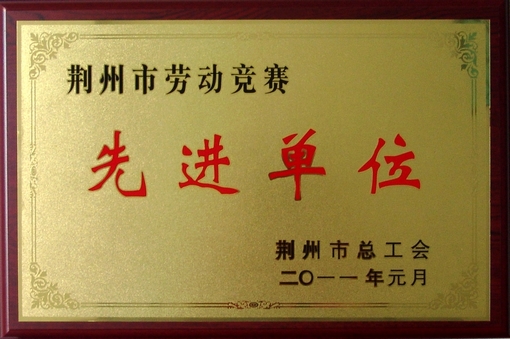 荆州市劳动竞赛
先进单位
荆州市总工会
二〇一一年元月